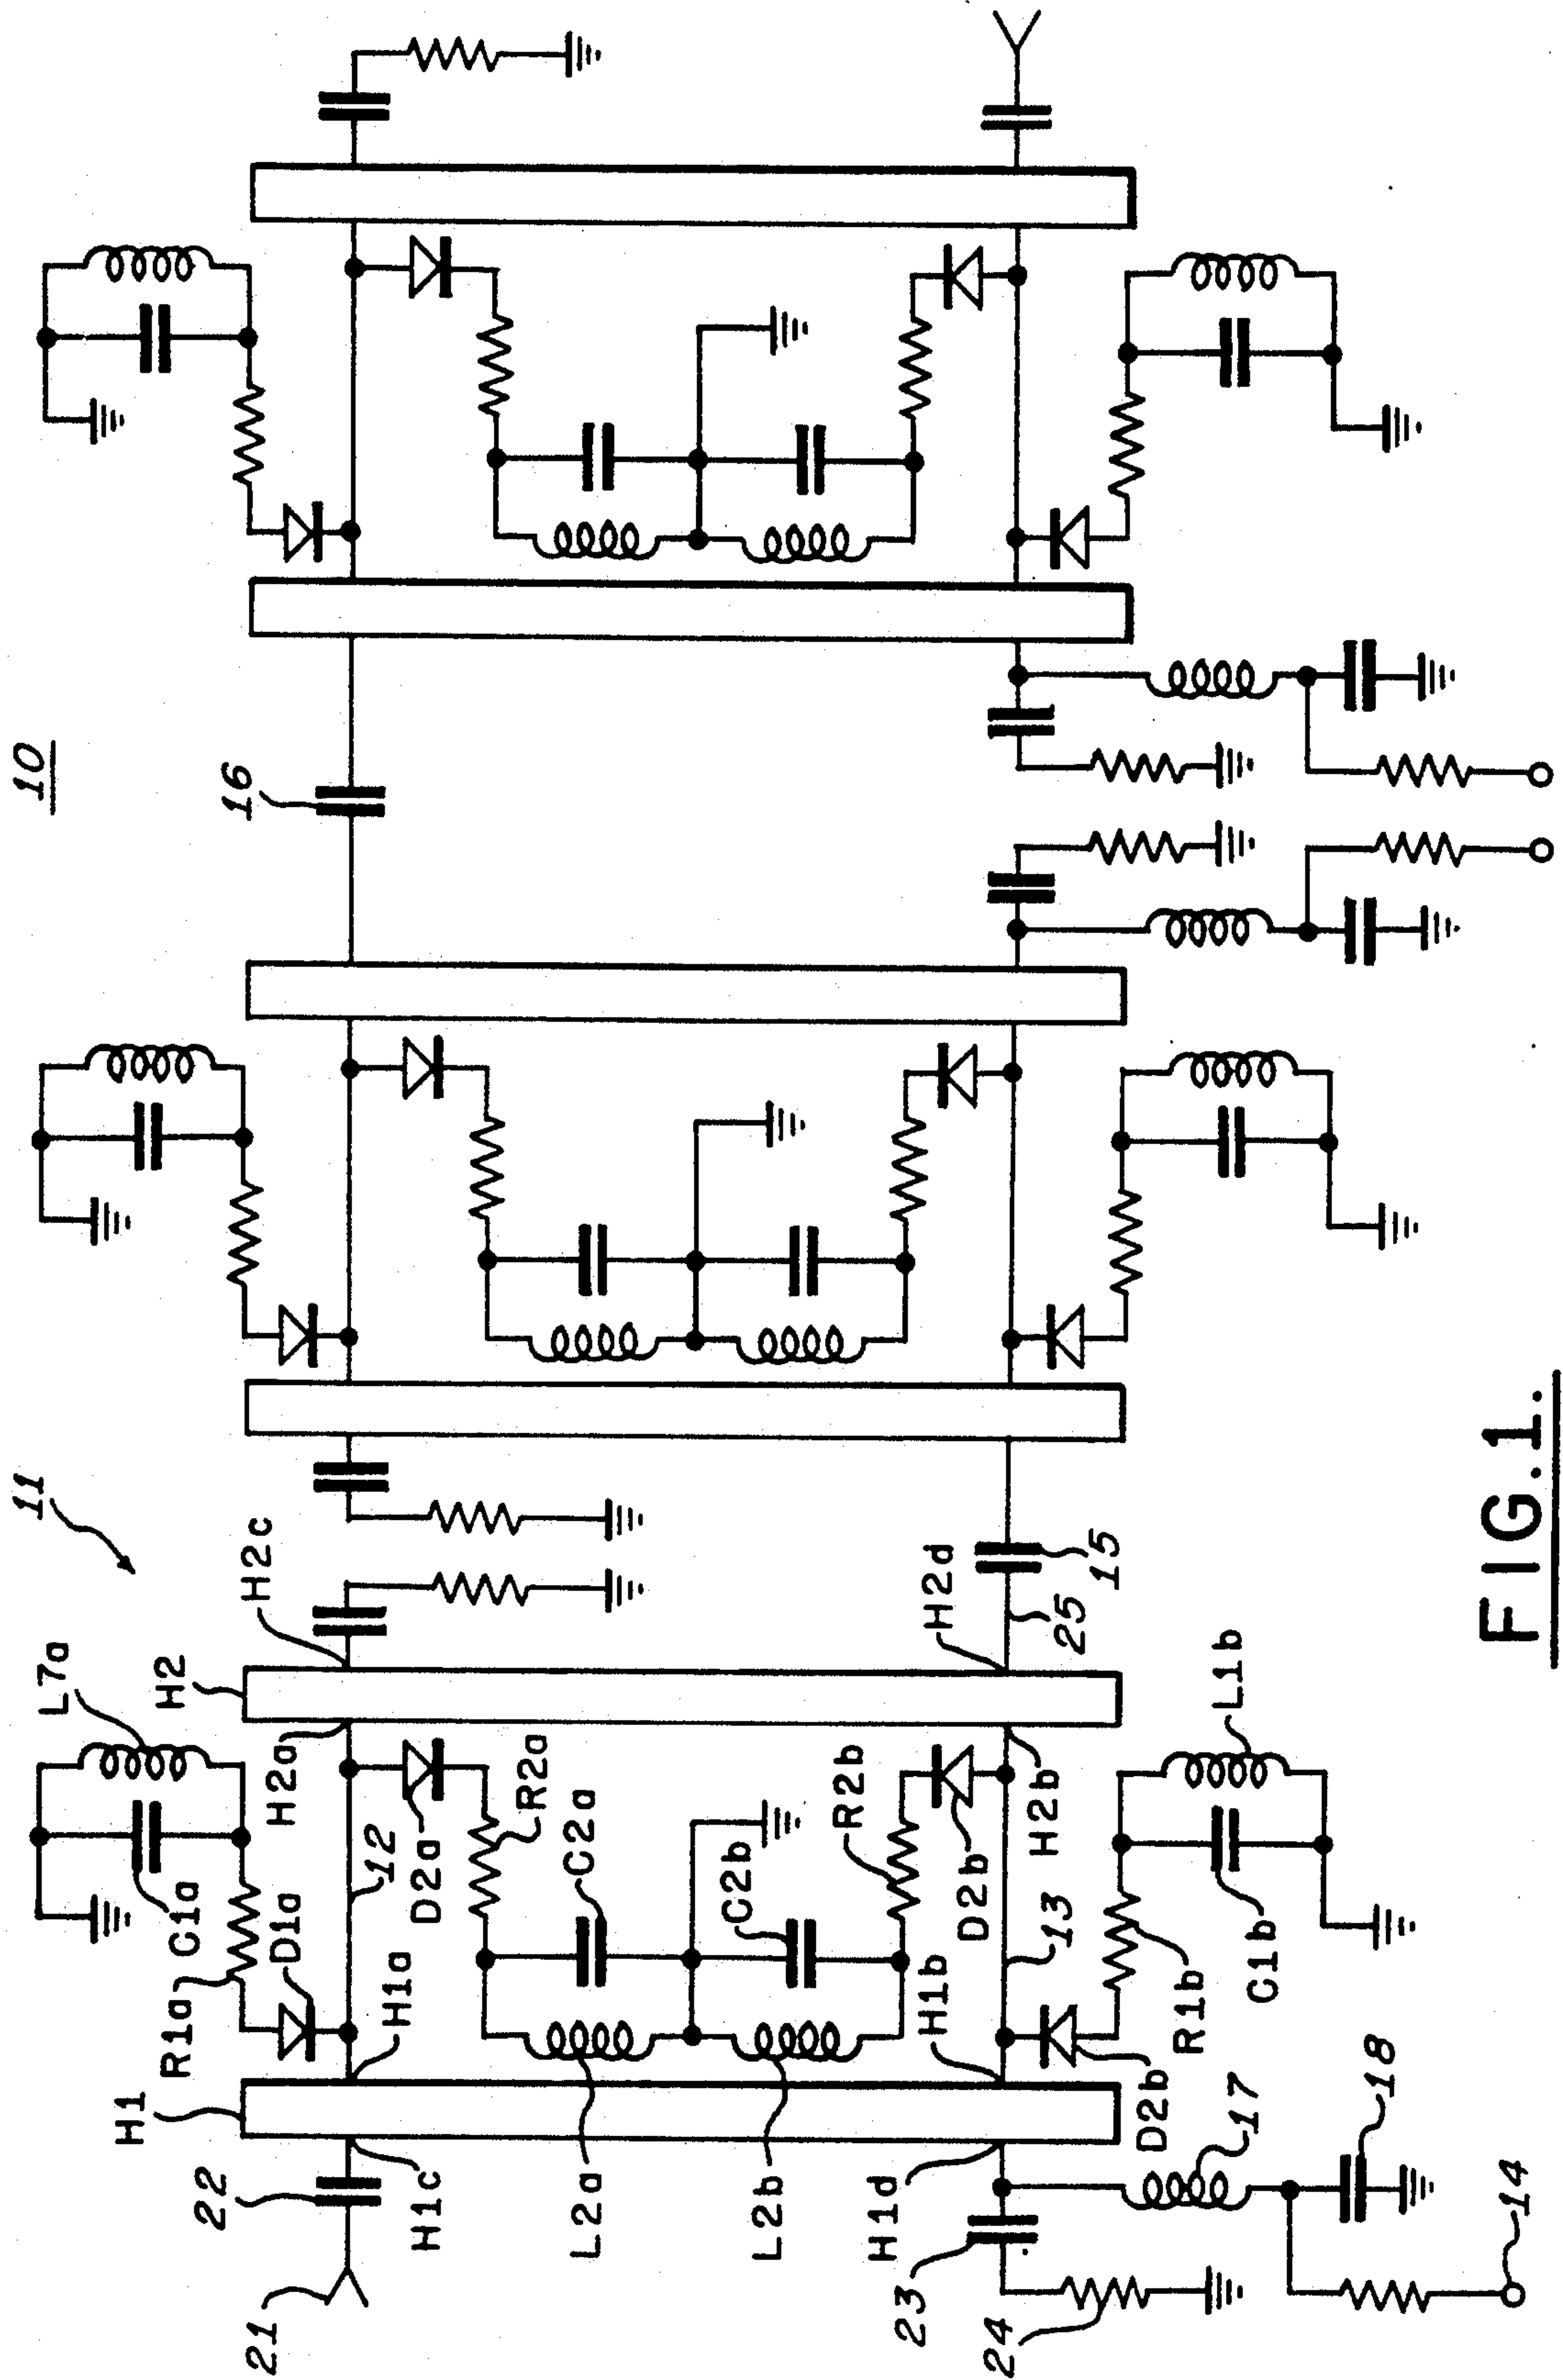 10
11
L7a
H1
H2
R1a
C1a
22
16
H2c
21
H2a
D1a
12
H1a
H1c
D2a
R2a
C2a
L2a
C2b
L2b
R2b
H1d
23
H1b
H2d
D2b
24
H2b
13
25
15
D2b
R1b
L1b
17
C1b
18
14
FIG.1.